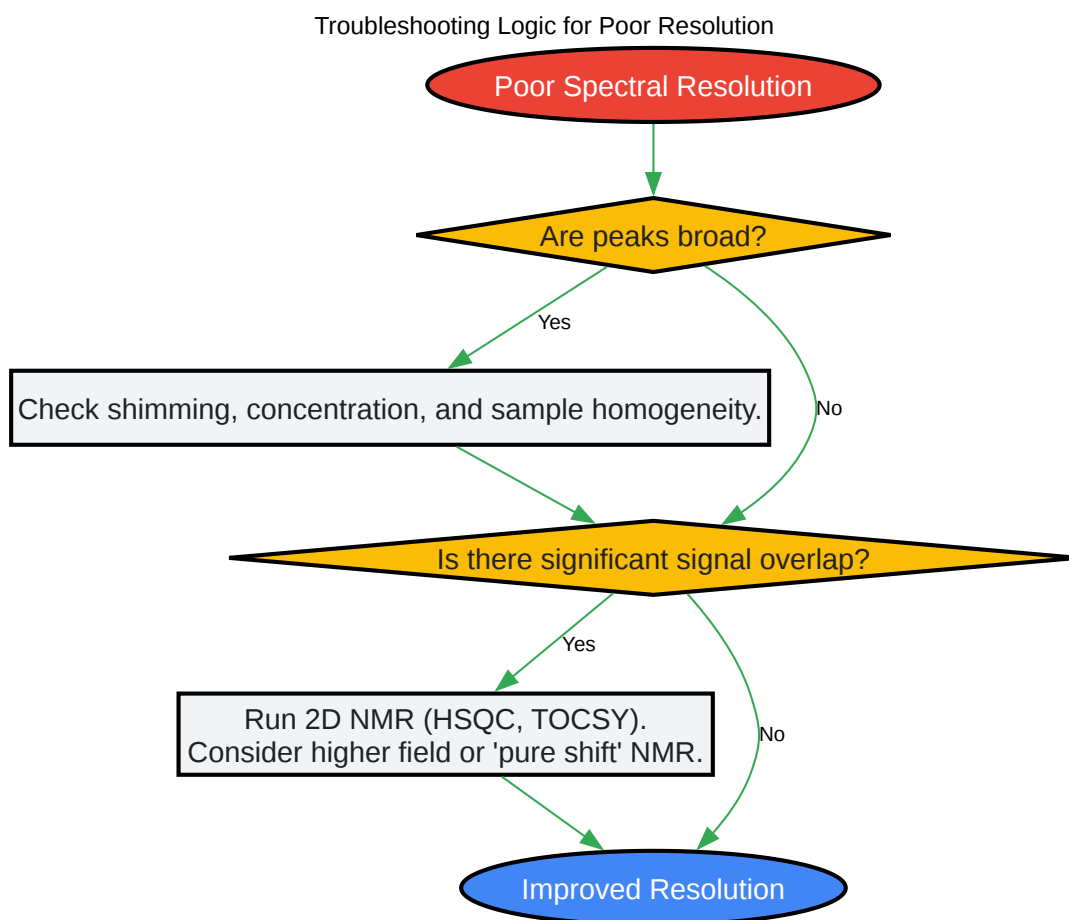 Troubleshooting Logic for Poor Resolution
Poor Spectral Resolution
Are peaks broad?
Yes
No
Check shimming, concentration, and sample homogeneity.
Is there significant signal overlap?
Yes
No
Run 2D NMR (HSQC, TOCSY).
Consider higher field or 'pure shift' NMR.
Improved Resolution